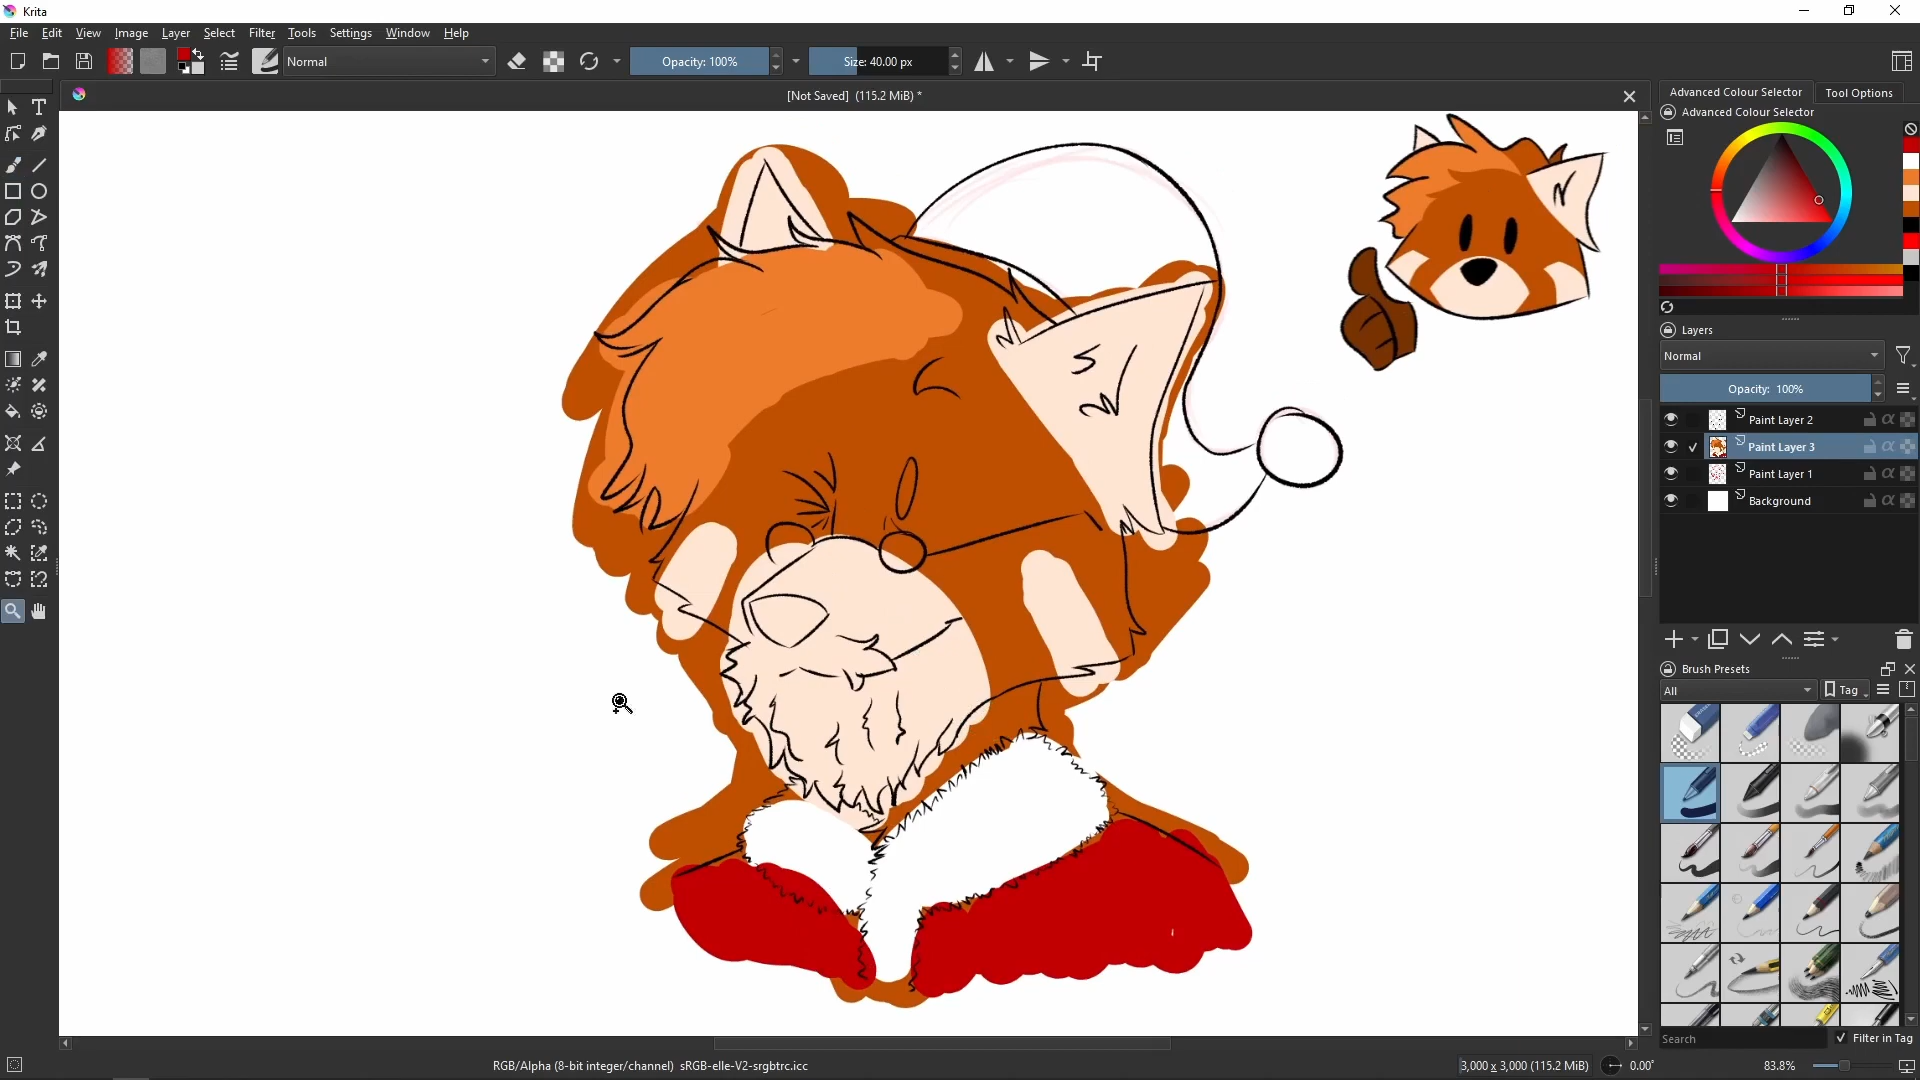 Krita
File Edit View Image Layer Select Filter Tools Settings Window Help
Normal
Opacity: 100%
Size: 40.00 px
[Not Saved] (115.2 MiB) *
Advanced Colour Selector
Tool Options
Advanced Colour Selector
Layers
Normal
Opacity: 100%
Paint Layer 2
Paint Layer 3
Paint Layer 1
Background
Brush Presets
All
Tag
Search
Filter in Tag
RGB/Alpha (8-bit integer/channel) sRGB-elle-V2-srgbtrc.icc
3,000 x 3,000 (115.2 MiB)
0.00°
83.8%